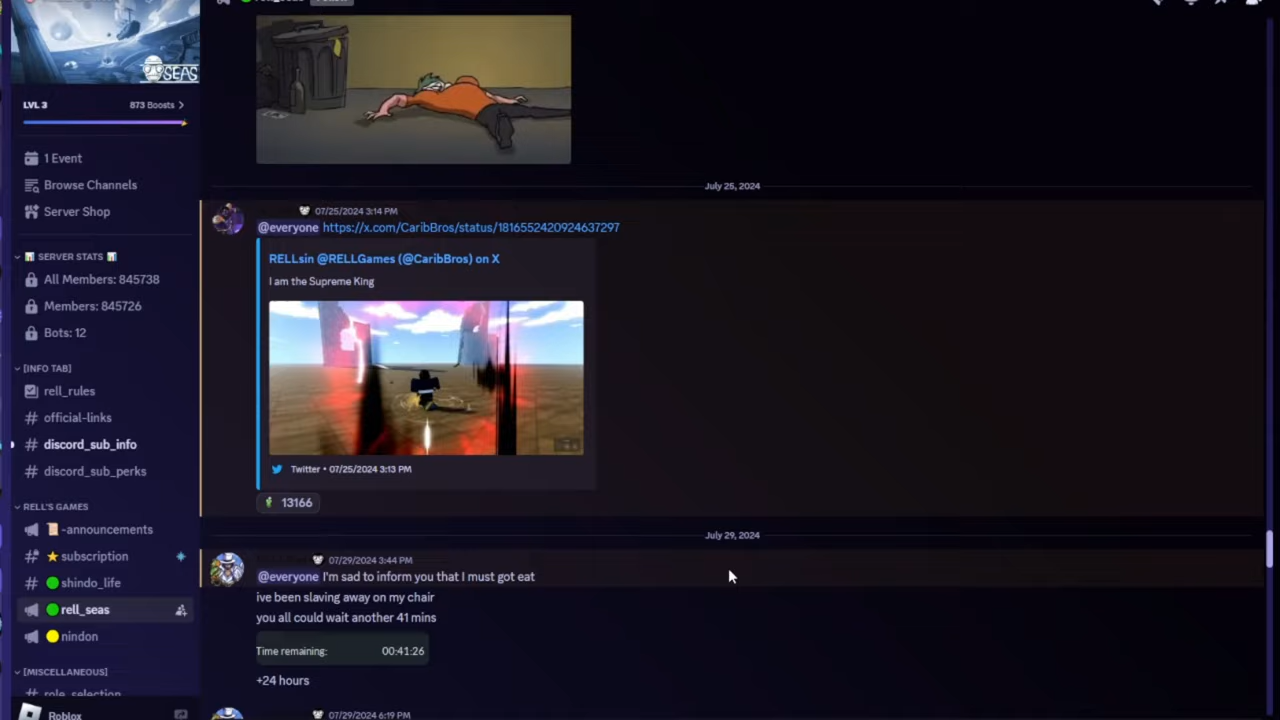 SEAS
LVL 3
873 Boosts
1 Event
Browse Channels
Server Shop
SERVER STATS
All Members: 845738
Members: 845726
Bots: 12
[INFO TAB]
rell_rules
official-links
discord_sub_info
discord_sub_perks
RELL'S GAMES
-announcements
subscription
shindo_life
rell_seas
nindon
[MISCELLANEOUS]
role_selection
Roblox
July 25, 2024
07/25/2024 3:14 PM
@everyone https://x.com/CaribBros/status/1816552420924637297
RELLsin @RELLGames (@CaribBros) on X
I am the Supreme King
Twitter • 07/25/2024 3:13 PM
13166
July 29, 2024
07/29/2024 3:44 PM
@everyone I'm sad to inform you that I must got eat
ive been slaving away on my chair
you all could wait another 41 mins
Time remaining: 00:41:26
+24 hours
07/29/2024 6:19 PM